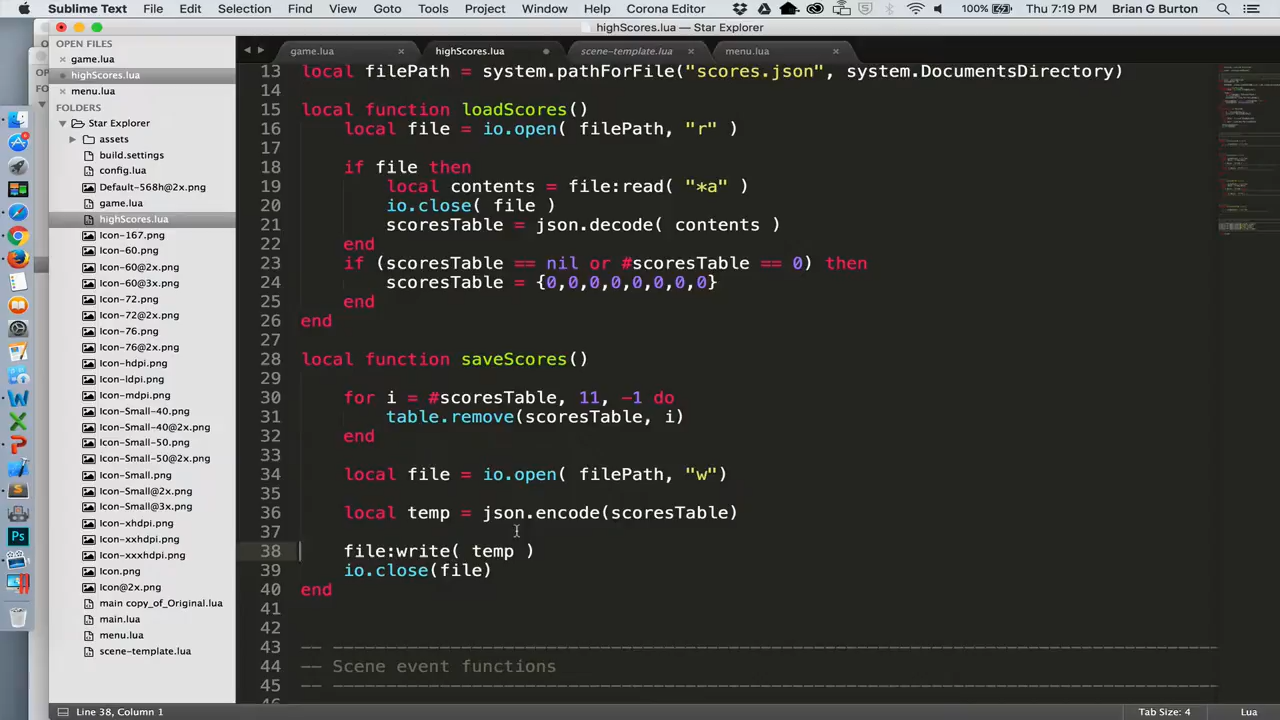 Sublime Text File Edit Selection Find View Goto Tools Project Window Help Corona Editor 100% Thu 7:19 PM Brian G Burton
highScores.lua — Star Explorer
OPEN FILES
game.lua
highScores.lua
menu.lua
FOLDERS
Star Explorer
assets
build.settings
config.lua
Default-568h@2x.png
game.lua
highScores.lua
Icon-167.png
Icon-60.png
Icon-60@2x.png
Icon-60@3x.png
Icon-72.png
Icon-72@2x.png
Icon-76.png
Icon-76@2x.png
Icon-hdpi.png
Icon-ldpi.png
Icon-mdpi.png
Icon-Small-40.png
Icon-Small-40@2x.png
Icon-Small-50.png
Icon-Small-50@2x.png
Icon-Small.png
Icon-Small@2x.png
Icon-Small@3x.png
Icon-xhdpi.png
Icon-xxhdpi.png
Icon-xxxhdpi.png
Icon.png
Icon@2x.png
main copy_of_Original.lua
main.lua
menu.lua
scene-template.lua
game.lua highScores.lua scene-template.lua menu.lua
13 local filePath = system.pathForFile("scores.json", system.DocumentsDirectory)
14
15 local function loadScores()
16 local file = io.open( filePath, "r" )
17
18 if file then
19 local contents = file:read( "*a" )
20 io.close( file )
21 scoresTable = json.decode( contents )
22 end
23 if (scoresTable == nil or #scoresTable == 0) then
24 scoresTable = {0,0,0,0,0,0,0,0}
25 end
26 end
27
28 local function saveScores()
29
30 for i = #scoresTable, 11, -1 do
31 table.remove(scoresTable, i)
32 end
33
34 local file = io.open( filePath, "w")
35
36 local temp = json.encode(scoresTable)
37
38 file:write( temp )
39 io.close(file)
40 end
41
42
43 -- -----------------------------------------------------------------------------------
44 -- Scene event functions
45 -- -----------------------------------------------------------------------------------
Line 38, Column 1 Tab Size: 4 Lua